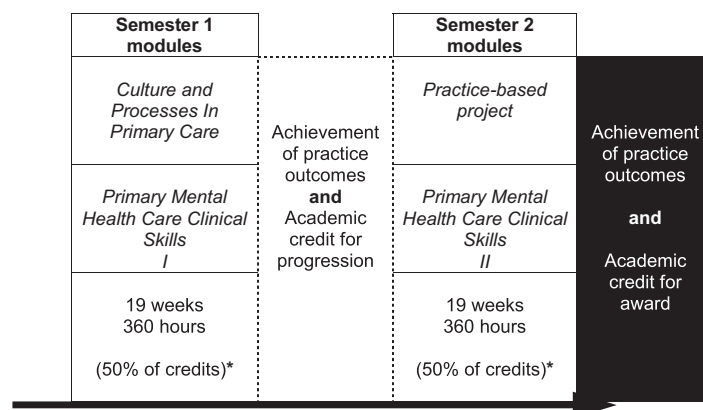 Semester 1
modules
Culture and
Processes In
Primary Care
Primary Mental
Health Care Clinical
Skills
I
19 weeks
360 hours
(50% of credits)*
Achievement
of practice
outcomes
and
Academic
credit for
progression
Semester 2
modules
Practice-based
project
Primary Mental
Health Care Clinical
Skills
II
19 weeks
360 hours
(50% of credits)*
Achievement
of practice
outcomes
and
Academic
credit for
award